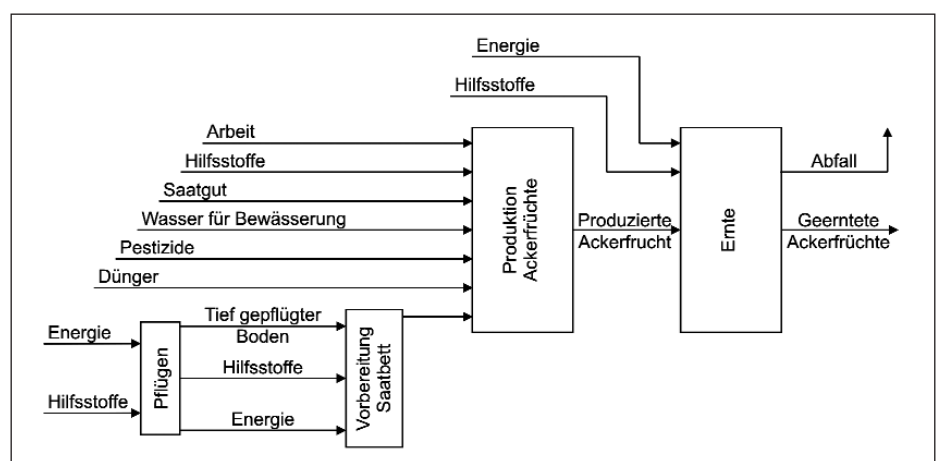 Energie
Hilfsstoffe
Arbeit
Hilfsstoffe
Saatgut
Wasser für Bewässerung
Pestizide
Dünger
Produktion
Ackerfrüchte
Produzierte
Ackerfrucht
Ernte
Abfall
Geerntete
Ackerfrüchte
Energie
Hilfsstoffe
Pflügen
Tief gepflügter
Boden
Hilfsstoffe
Energie
Vorbereitung
Saatbett